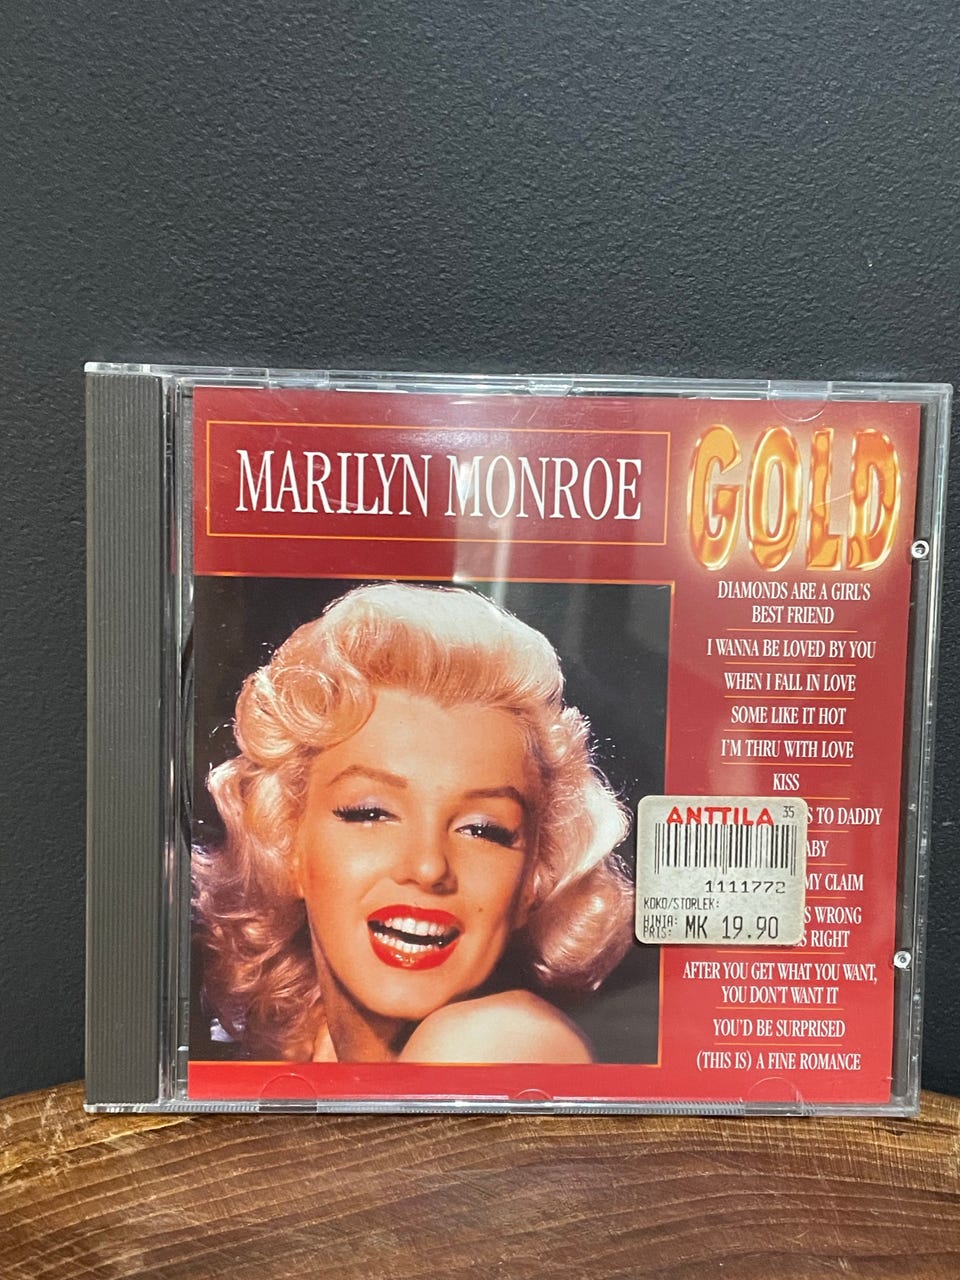 MARILYN MONROE
GOLD
DIAMONDS ARE A GIRL'S
BEST FRIEND
I WANNA BE LOVED BY YOU
WHEN I FALL IN LOVE
SOME LIKE IT HOT
I'M THRU WITH LOVE
KISS
TO DADDY
MY CLAIM
WRONG
RIGHT
AFTER YOU GET WHAT YOU WANT,
YOU DON'T WANT IT
YOU'D BE SURPRISED
(THIS IS) A FINE ROMANCE
ANTTILA 35
1111772
KOKO/STORLEK:
HINTA:
PRIS: MK 19.90